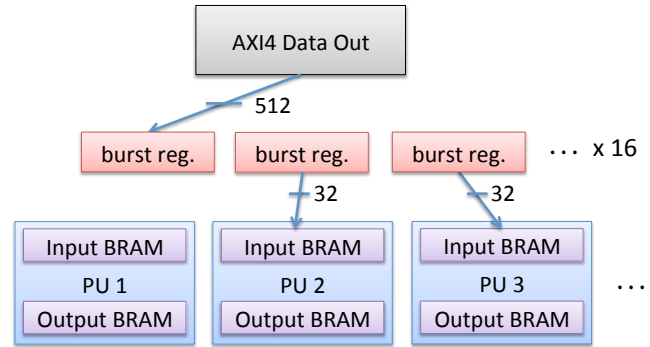 AXI4 Data Out
512
burst reg. burst reg. burst reg. ... x 16
32 32
Input BRAM Input BRAM Input BRAM
PU 1 PU 2 PU 3 ...
Output BRAM Output BRAM Output BRAM